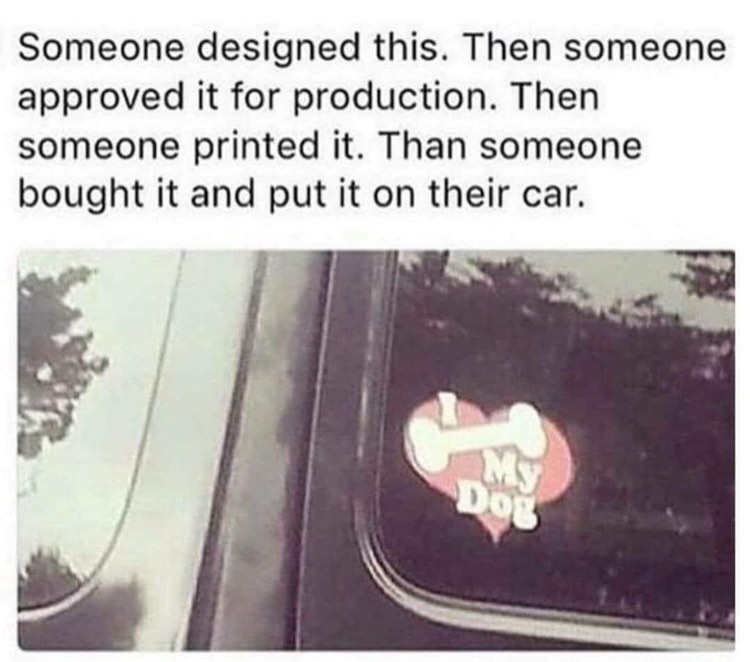 Someone designed this. Then someone
approved it for production. Then
someone printed it. Than someone
bought it and put it on their car.
I
My
Dog